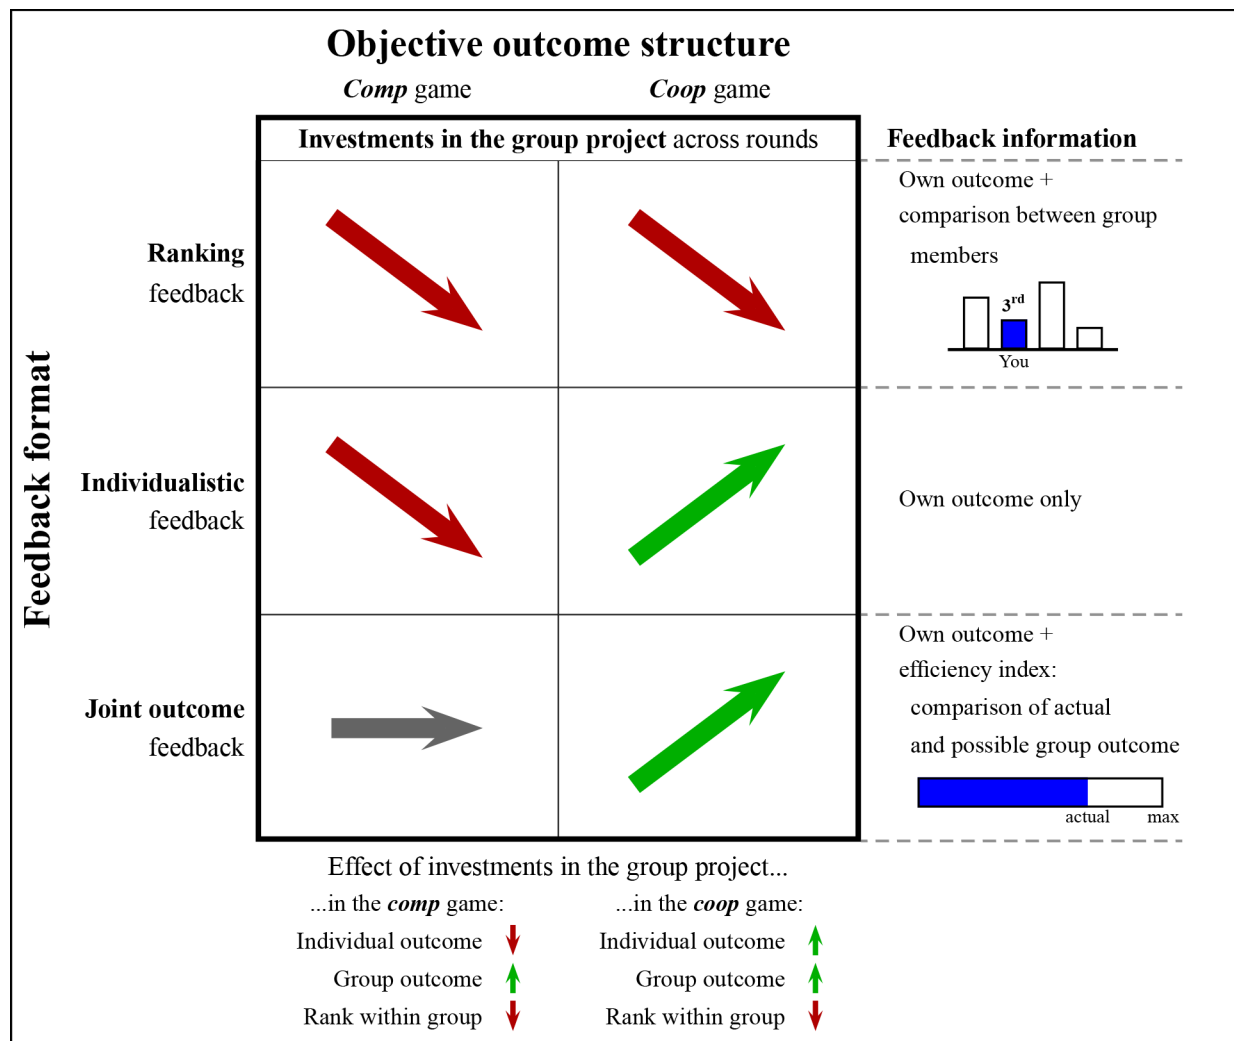 Objective outcome structure
Comp game
Coop game
Investments in the group project across rounds
Feedback information
Feedback format
Ranking
feedback
Own outcome +
comparison between group
members
3rd
You
Individualistic
feedback
Own outcome only
Joint outcome
feedback
Own outcome +
efficiency index:
comparison of actual
and possible group outcome
actual
max
Effect of investments in the group project...
...in the comp game:
Individual outcome
Group outcome
Rank within group
...in the coop game:
Individual outcome
Group outcome
Rank within group